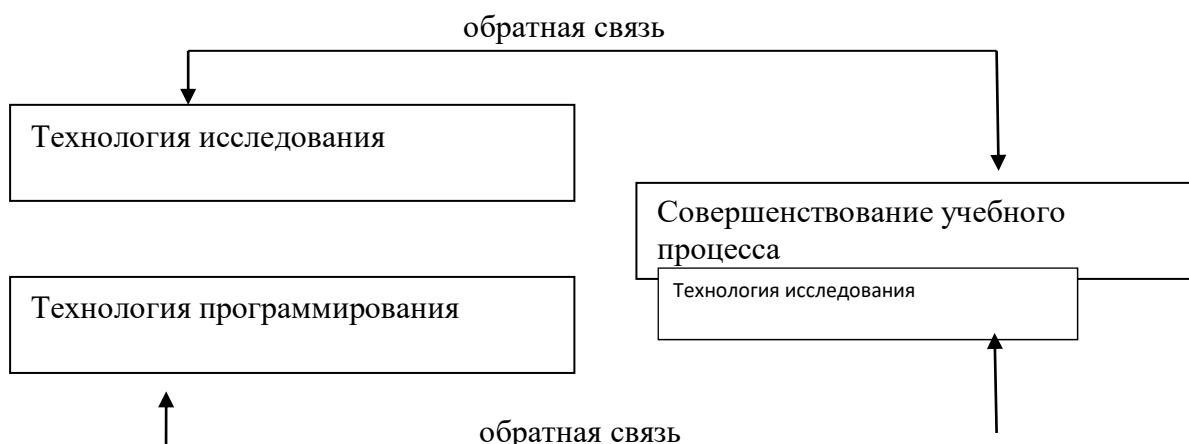 обратная связь
Технология исследования
Совершенствование учебного
процесса
Технология исследования
Технология программирования
обратная связь